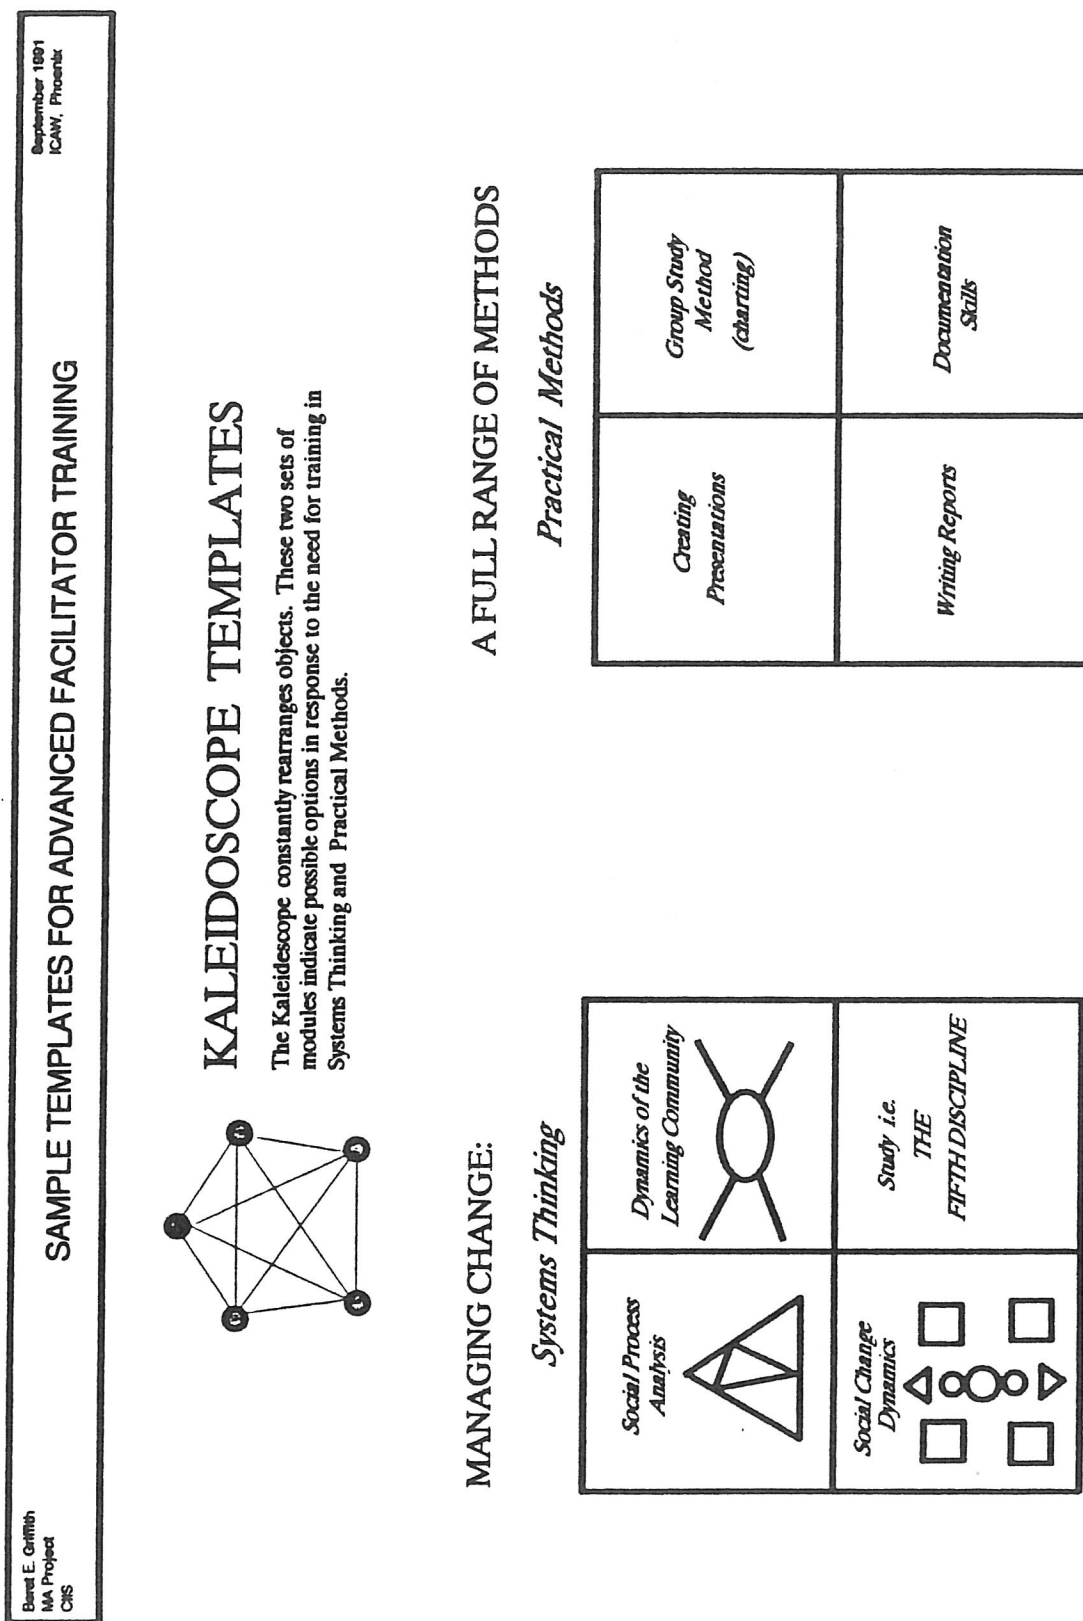 Beret E. Griffith
MA Project
CIIS
SAMPLE TEMPLATES FOR ADVANCED FACILITATOR TRAINING
September 1991
ICAW, Phoenix
KALEIDOSCOPE TEMPLATES
The Kaleidescope constantly rearranges objects. These two sets of
modules indicate possible options in response to the need for training in
Systems Thinking and Practical Methods.
MANAGING CHANGE:
Systems Thinking
Social Process
Analysis
Dynamics of the
Learning Community
Social Change
Dynamics
Study i.e.
THE
FIFTH DISCIPLINE
A FULL RANGE OF METHODS
Practical Methods
Creating
Presentations
Group Study
Method
(charting)
Writing Reports
Documentation
Skills